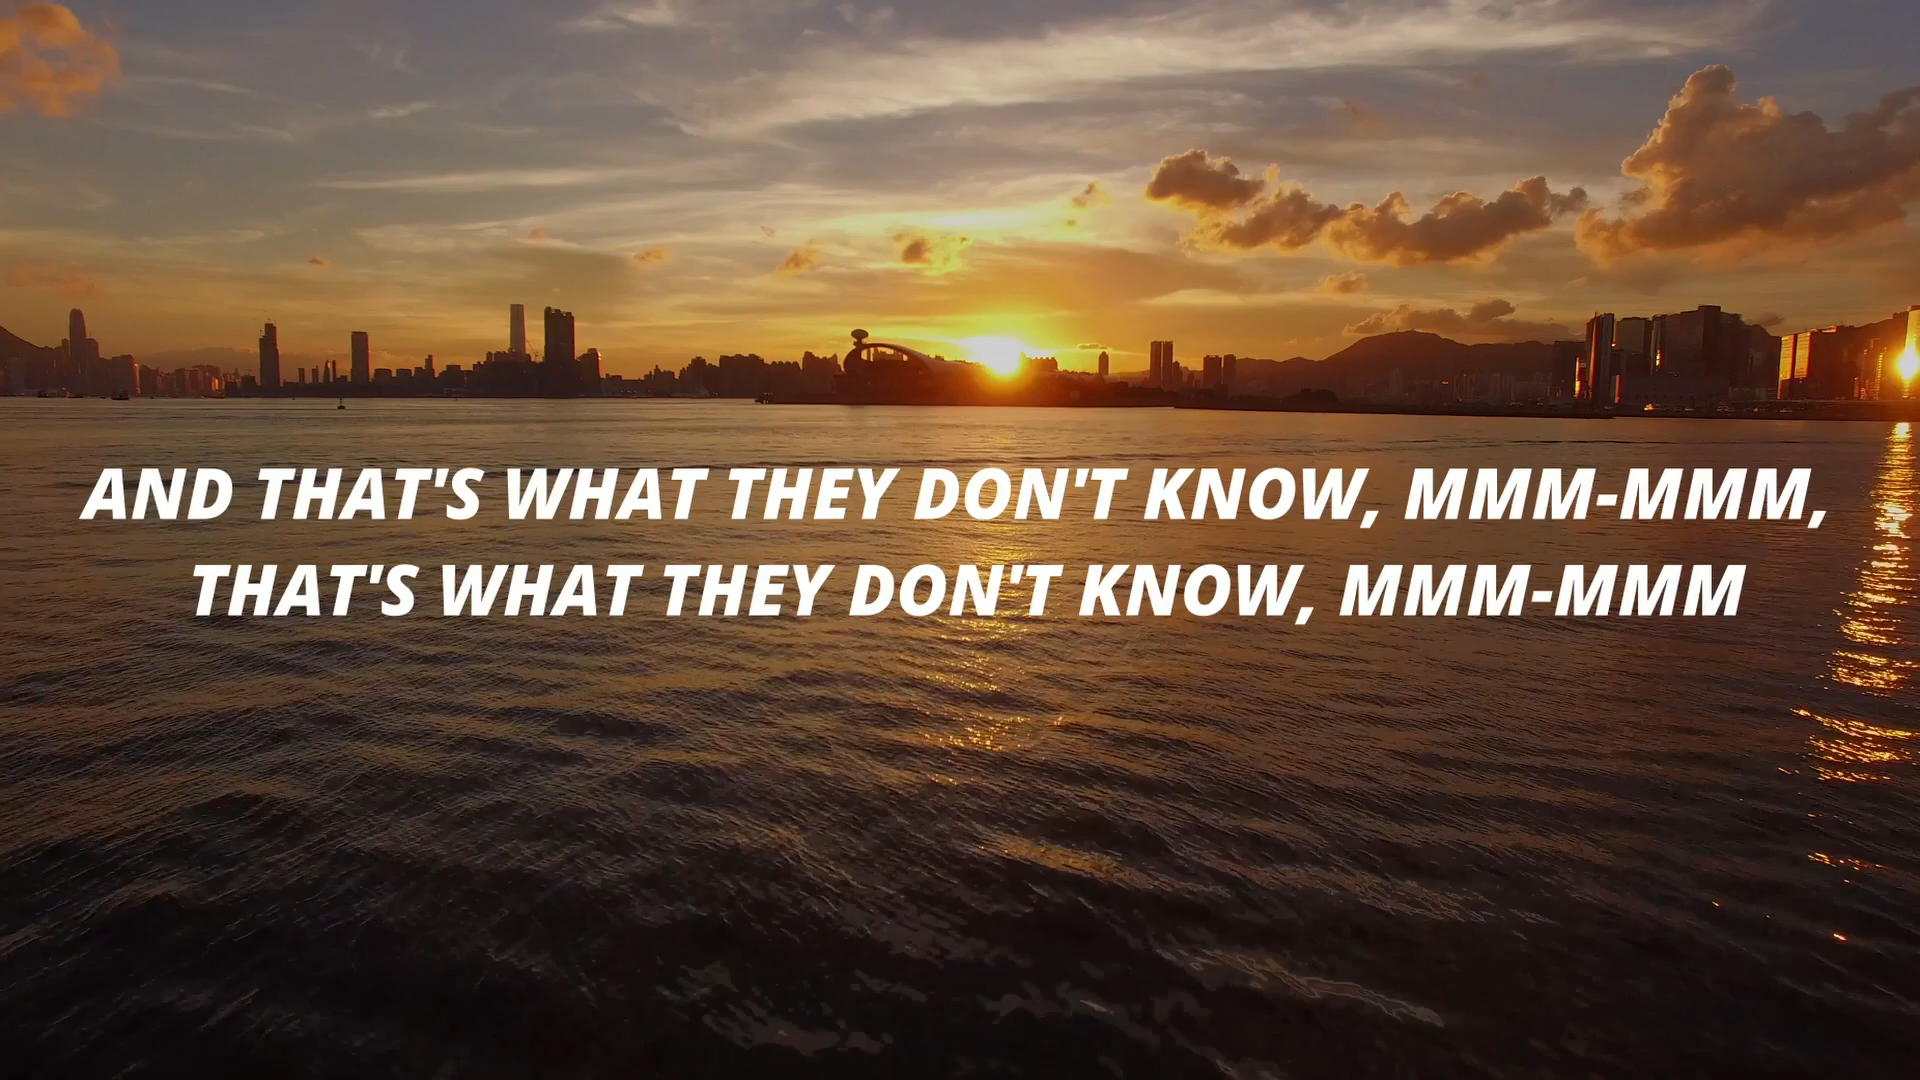 AND THAT'S WHAT THEY DON'T KNOW, MMM-MMM,
THAT'S WHAT THEY DON'T KNOW, MMM-MMM